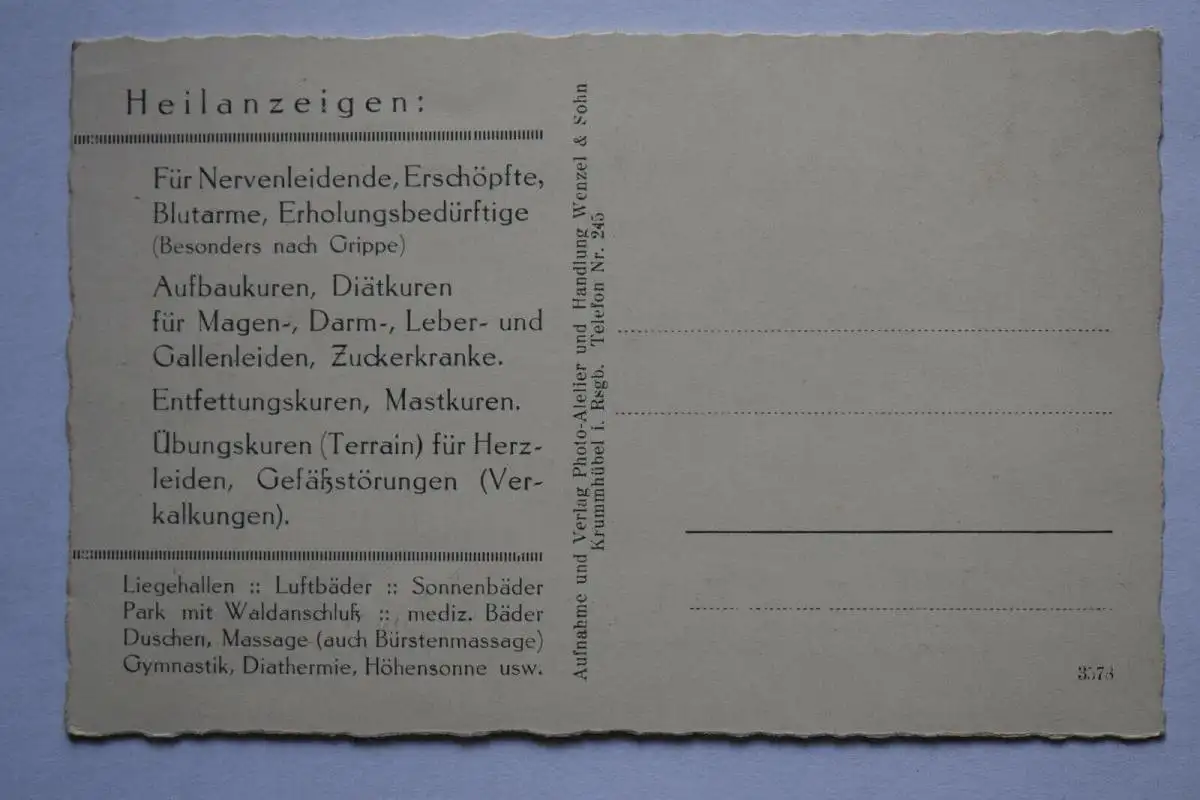 Heilanzeigen:
Für Nervenleidende, Erschöpfte,
Blutarme, Erholungsbedürftige
(Besonders nach Grippe)
Aufbaukuren, Diätkuren
für Magen-, Darm-, Leber- und
Gallenleiden, Zuckerkranke.
Entfettungskuren, Mastkuren.
Übungskuren (Terrain) für Herz-
leiden, Gefäßstörungen (Ver-
kalkungen).
Liegehallen :: Luftbäder :: Sonnenbäder
Park mit Waldanschluß :: mediz. Bäder
Duschen, Massage (auch Bürstenmassage)
Gymnastik, Diathermie, Höhensonne usw.
Aufnahme und Verlag Photo-Atelier und Handlung Wenzel & Sohn
Krummhübel i. Rsgb. Telefon Nr. 245